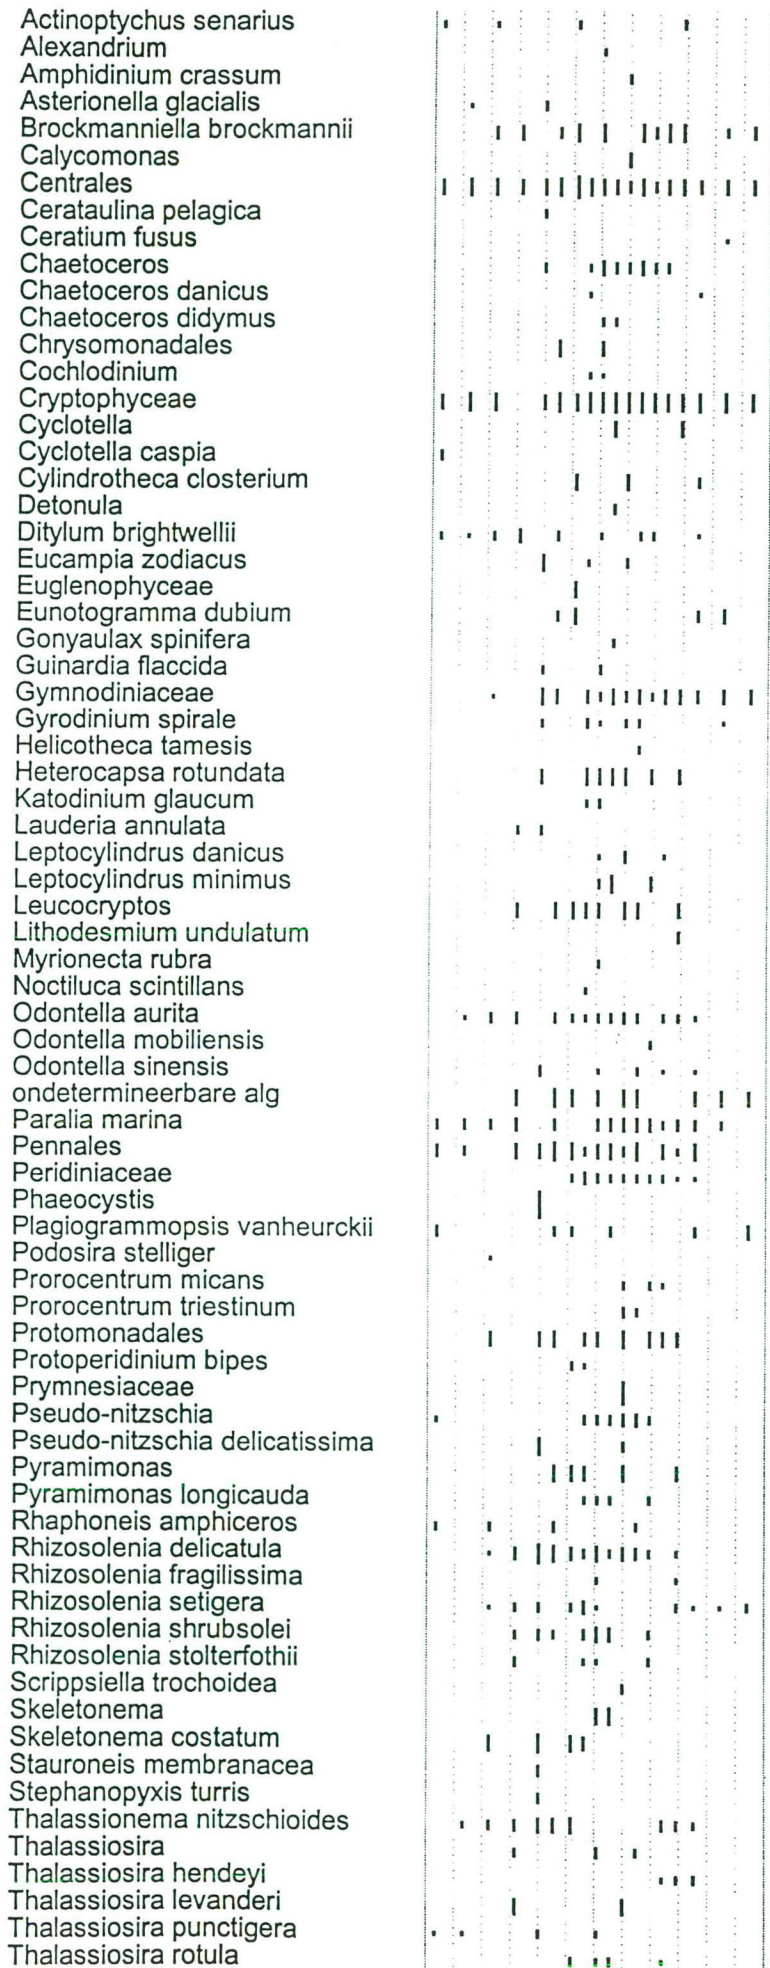 Actinoptychus senarius
Alexandrium
Amphidinium crassum
Asterionella glacialis
Brockmanniella brockmannii
Calycomonas
Centrales
Cerataulina pelagica
Ceratium fusus
Chaetoceros
Chaetoceros danicus
Chaetoceros didymus
Chrysomonadales
Cochlodinium
Cryptophyceae
Cyclotella
Cyclotella caspia
Cylindrotheca closterium
Detonula
Ditylum brightwellii
Eucampia zodiacus
Euglenophyceae
Eunotogramma dubium
Gonyaulax spinifera
Guinardia flaccida
Gymnodiniaceae
Gyrodinium spirale
Helicotheca tamesis
Heterocapsa rotundata
Katodinium glaucum
Lauderia annulata
Leptocylindrus danicus
Leptocylindrus minimus
Leucocryptos
Lithodesmium undulatum
Myrionecta rubra
Noctiluca scintillans
Odontella aurita
Odontella mobiliensis
Odontella sinensis
ondetermineerbare alg
Paralia marina
Pennales
Peridiniaceae
Phaeocystis
Plagiogrammopsis vanheurckii
Podosira stelliger
Prorocentrum micans
Prorocentrum triestinum
Protomonadales
Protoperidinium bipes
Prymnesiaceae
Pseudo-nitzschia
Pseudo-nitzschia delicatissima
Pyramimonas
Pyramimonas longicauda
Rhaphoneis amphiceros
Rhizosolenia delicatula
Rhizosolenia fragilissima
Rhizosolenia setigera
Rhizosolenia shrubsolei
Rhizosolenia stolterfothii
Scrippsiella trochoidea
Skeletonema
Skeletonema costatum
Stauroneis membranacea
Stephanopyxis turris
Thalassionema nitzschioides
Thalassiosira
Thalassiosira hendeyi
Thalassiosira levanderi
Thalassiosira punctigera
Thalassiosira rotula